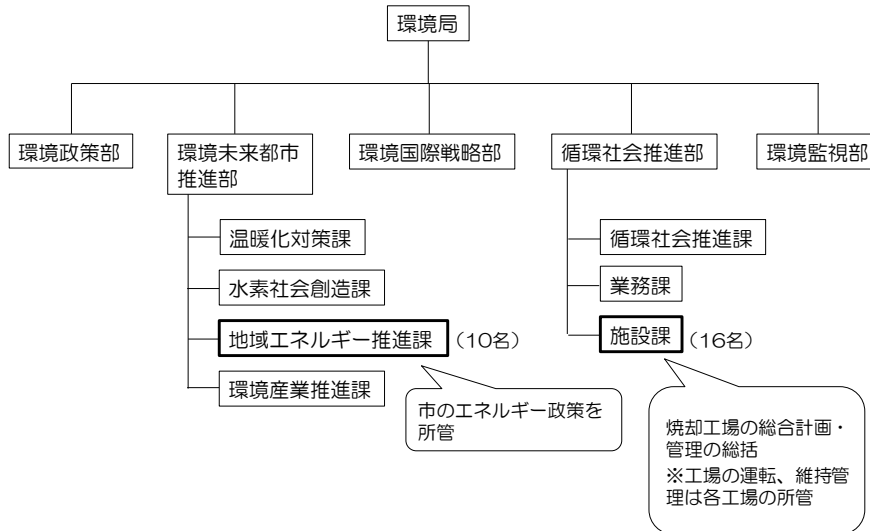 環境局
環境政策部
環境未来都市
推進部
環境国際戦略部
循環社会推進部
環境監視部
温暖化対策課
水素社会創造課
地域エネルギー推進課 （10名）
環境産業推進課
市のエネルギー政策を
所管
循環社会推進課
業務課
施設課 （16名）
焼却工場の総合計画・
管理の総括
※工場の運転、維持管
理は各工場の所管